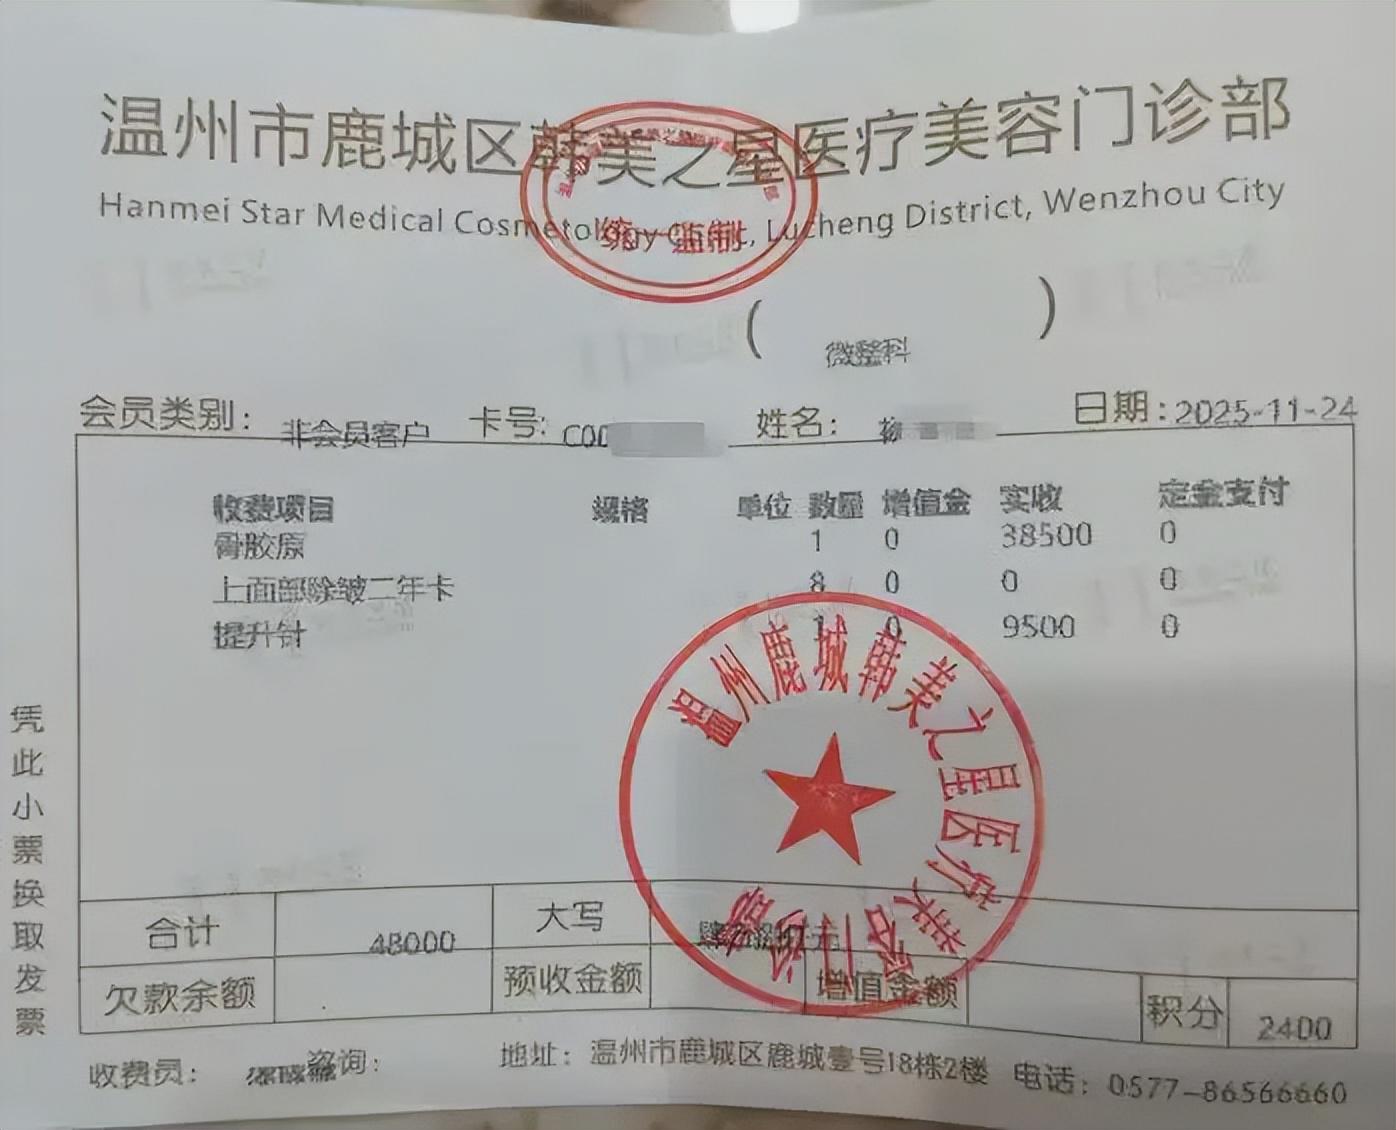 温州市鹿城区韩美之星医疗美容门诊部
Hanmei Star Medical Cosmetology Clinic, Lucheng District, Wenzhou City
监制
( 微整科 )
会员类别: 非会员客户 卡号: C00 姓名: 日期: 2025-11-24
收费项目 规格 单位 数量 增值金 实收 定金支付
骨胶原 1 0 38500 0
上面部除皱二年卡 8 0 0 0
提升针 1 0 9500 0
温州鹿城韩美之星医疗美容门诊部
合计 48000 大写
欠款余额 预收金额 增值金额 积分 2400
收费员: 咨询: 地址: 温州市鹿城区鹿城壹号18栋2楼 电话: 0577-86566660
凭此小票换取发票